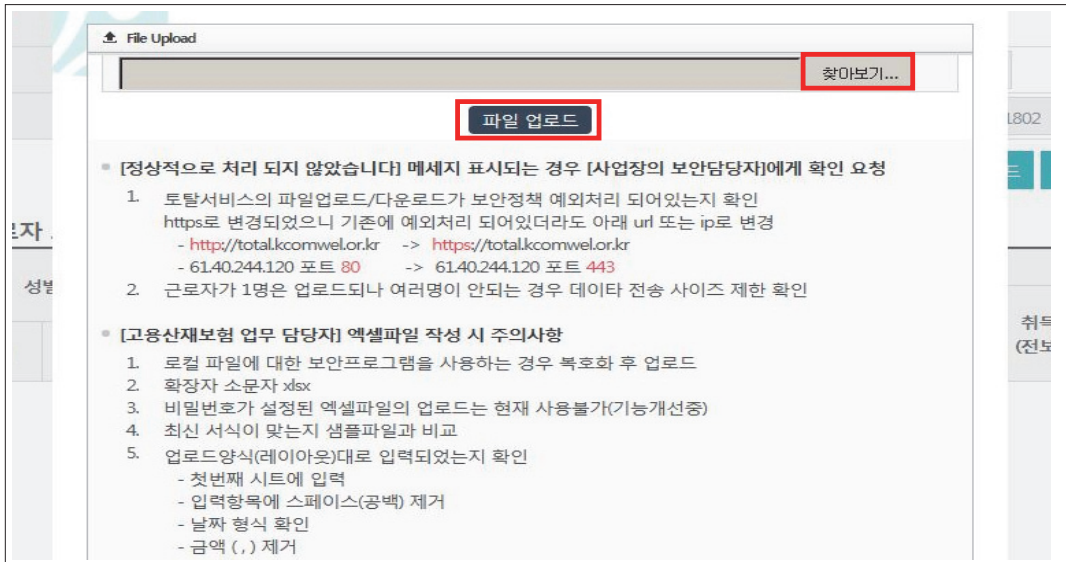 File Upload
찾아보기...
파일 업로드
1802
[정상적으로 처리 되지 않았습니다] 메세지 표시되는 경우 [사업장의 보안담당자]에게 확인 요청
1. 토탈서비스의 파일업로드/다운로드가 보안정책 예외처리 되어있는지 확인
https로 변경되었으니 기존에 예외처리 되어있더라도 아래 url 또는 ip로 변경
- http://total.kcomwel.or.kr -> https://total.kcomwel.or.kr
- 61.40.244.120 포트 80 -> 61.40.244.120 포트 443
2. 근로자가 1명은 업로드되나 여러명이 안되는 경우 데이타 전송 사이즈 제한 확인
[고용산재보험 업무 담당자] 엑셀파일 작성 시 주의사항
1. 로컬 파일에 대한 보안프로그램을 사용하는 경우 복호화 후 업로드
2. 확장자 소문자 xlsx
3. 비밀번호가 설정된 엑셀파일의 업로드는 현재 사용불가(기능개선중)
4. 최신 서식이 맞는지 샘플파일과 비교
5. 업로드양식(레이아웃)대로 입력되었는지 확인
- 첫번째 시트에 입력
- 입력항목에 스페이스(공백) 제거
- 날짜 형식 확인
- 금액 ( , ) 제거